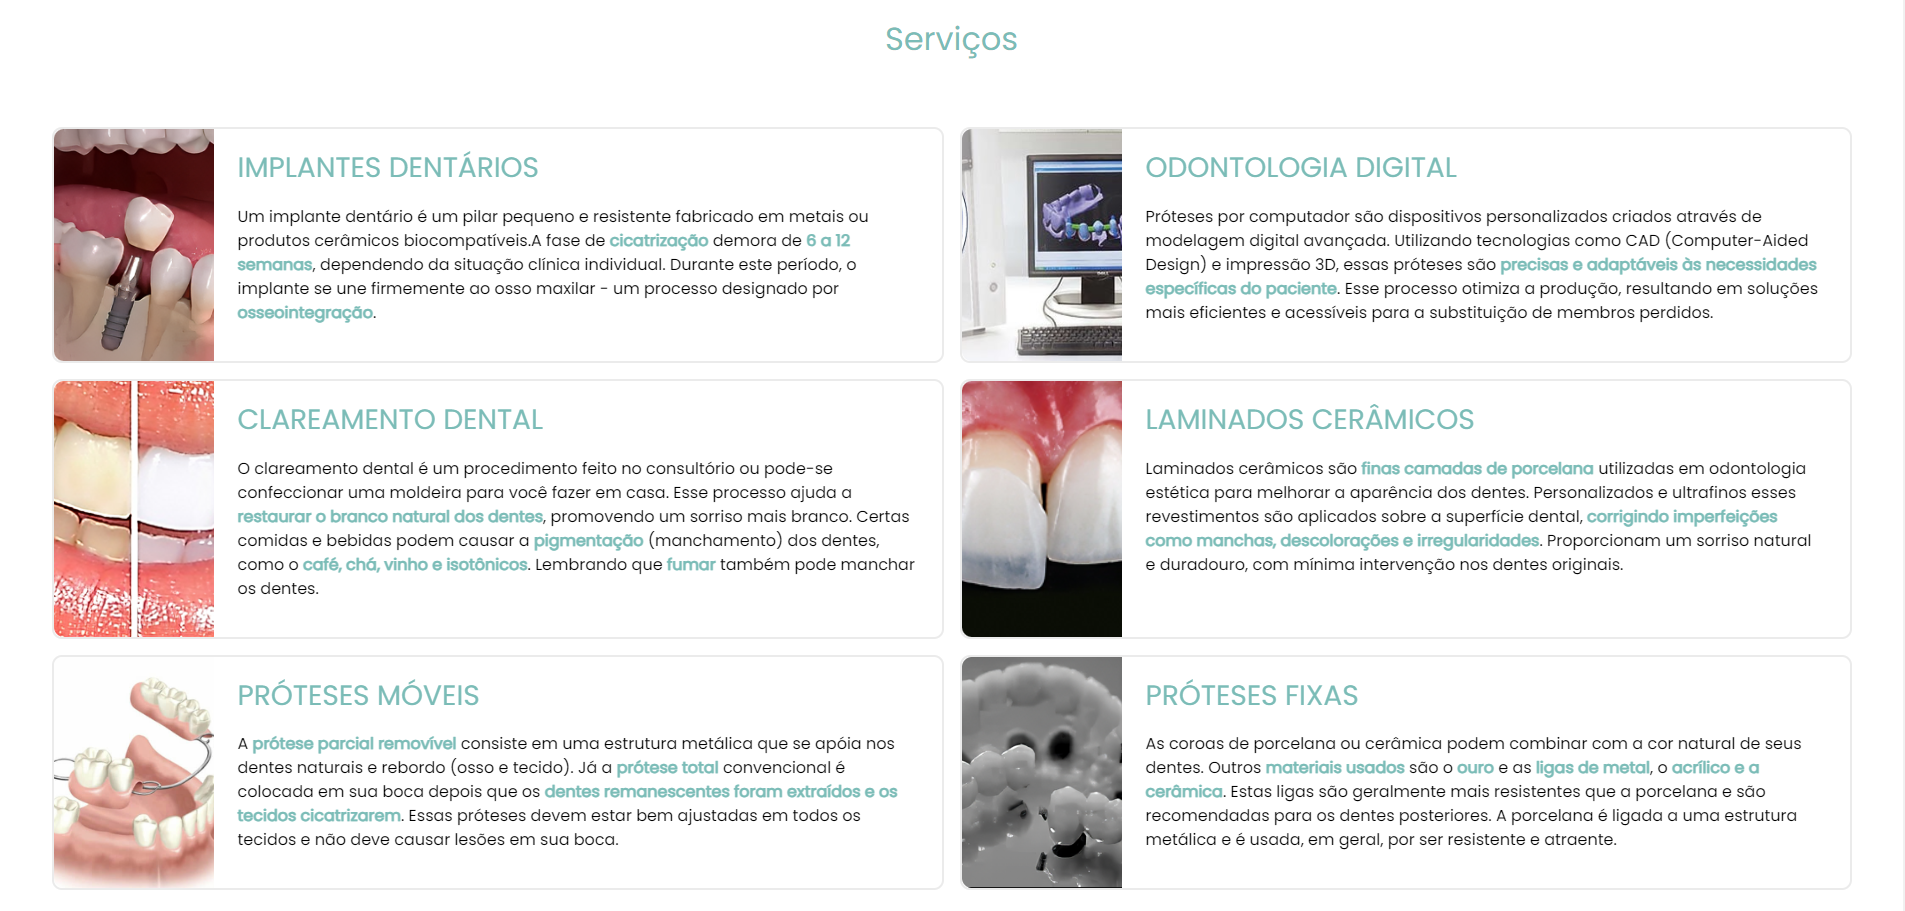 Serviços
IMPLANTES DENTÁRIOS
Um implante dentário é um pilar pequeno e resistente fabricado em metais ou
produtos cerâmicos biocompatíveis.A fase de cicatrização demora de 6 a 12
semanas, dependendo da situação clínica individual. Durante este período, o
implante se une firmemente ao osso maxilar - um processo designado por
osseointegração.
ODONTOLOGIA DIGITAL
Próteses por computador são dispositivos personalizados criados através de
modelagem digital avançada. Utilizando tecnologias como CAD (Computer-Aided
Design) e impressão 3D, essas próteses são precisas e adaptáveis às necessidades
específicas do paciente. Esse processo otimiza a produção, resultando em soluções
mais eficientes e acessíveis para a substituição de membros perdidos.
CLAREAMENTO DENTAL
O clareamento dental é um procedimento feito no consultório ou pode-se
confeccionar uma moldeira para você fazer em casa. Esse processo ajuda a
restaurar o branco natural dos dentes, promovendo um sorriso mais branco. Certas
comidas e bebidas podem causar a pigmentação (manchamento) dos dentes,
como o café, chá, vinho e isotônicos. Lembrando que fumar também pode manchar
os dentes.
LAMINADOS CERÂMICOS
Laminados cerâmicos são finas camadas de porcelana utilizadas em odontologia
estética para melhorar a aparência dos dentes. Personalizados e ultrafinos esses
revestimentos são aplicados sobre a superfície dental, corrigindo imperfeições
como manchas, descolorações e irregularidades. Proporcionam um sorriso natural
e duradouro, com mínima intervenção nos dentes originais.
PRÓTESES MÓVEIS
A prótese parcial removível consiste em uma estrutura metálica que se apóia nos
dentes naturais e rebordo (osso e tecido). Já a prótese total convencional é
colocada em sua boca depois que os dentes remanescentes foram extraídos e os
tecidos cicatrizarem. Essas próteses devem estar bem ajustadas em todos os
tecidos e não deve causar lesões em sua boca.
PRÓTESES FIXAS
As coroas de porcelana ou cerâmica podem combinar com a cor natural de seus
dentes. Outros materiais usados são o ouro e as ligas de metal, o acrílico e a
cerâmica. Estas ligas são geralmente mais resistentes que a porcelana e são
recomendadas para os dentes posteriores. A porcelana é ligada a uma estrutura
metálica e é usada, em geral, por ser resistente e atraente.